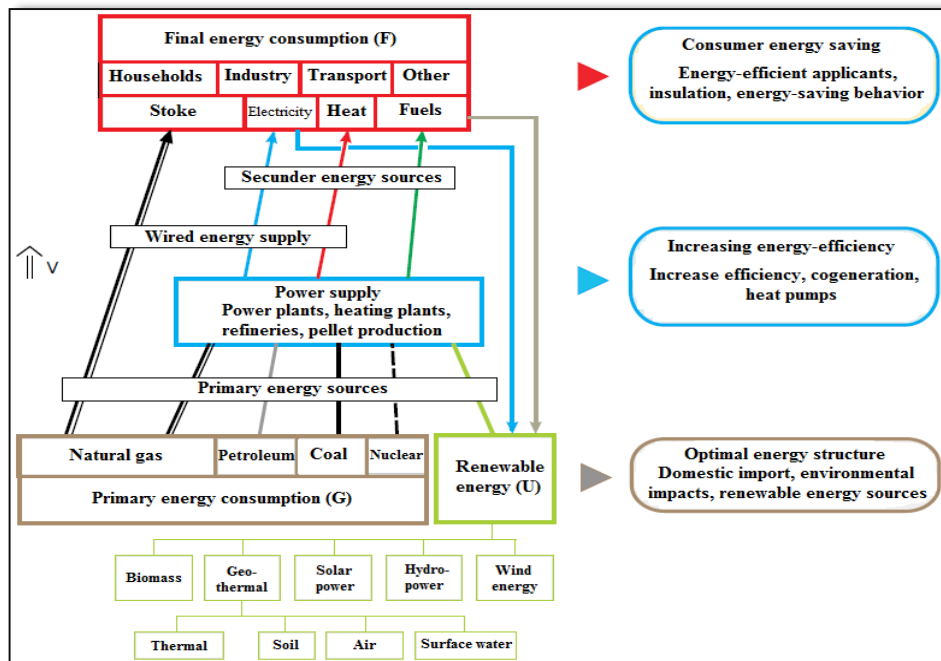 Final energy consumption (F)
Households Industry Transport Other
Stoke Electricity Heat Fuels
Secunder energy sources
Wired energy supply
v
Power supply
Power plants, heating plants,
refineries, pellet production
Primary energy sources
Natural gas Petroleum Coal Nuclear
Primary energy consumption (G)
Renewable
energy (U)
Biomass
Geo-
thermal
Solar
power
Hydro-
power
Wind
energy
Thermal Soil Air Surface water
Consumer energy saving
Energy-efficient applicants,
insulation, energy-saving behavior
Increasing energy-efficiency
Increase efficiency, cogeneration,
heat pumps
Optimal energy structure
Domestic import, environmental
impacts, renewable energy sources